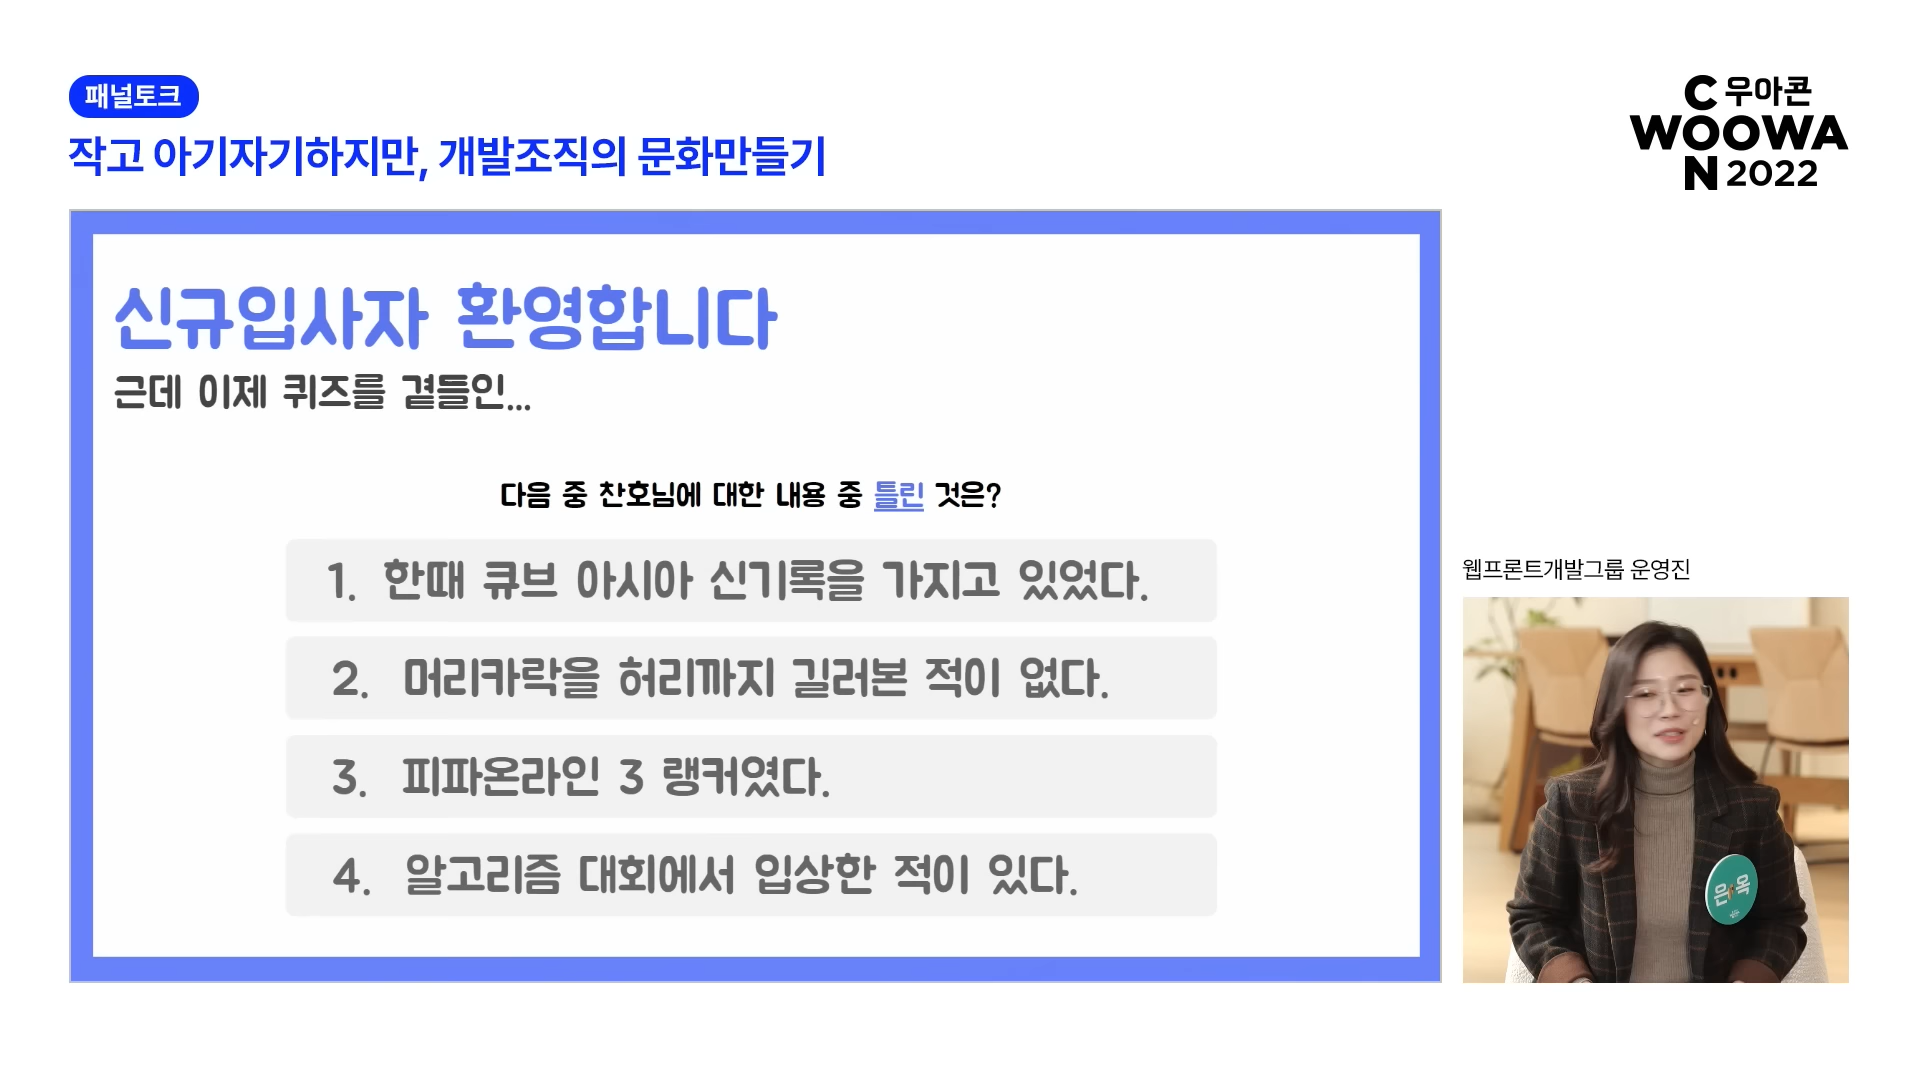 패널토크
작고 아기자기하지만, 개발조직의 문화만들기
C 우아콘
WOOWA
N 2022
신규입사자 환영합니다
근데 이제 퀴즈를 곁들인...
다음 중 찬호님에 대한 내용 중 틀린 것은?
1. 한때 큐브 아시아 신기록을 가지고 있었다.
2. 머리카락을 허리까지 길러본 적이 없다.
3. 피파온라인 3 랭커였다.
4. 알고리즘 대회에서 입상한 적이 있다.
웹프론트개발그룹 운영진
은옥